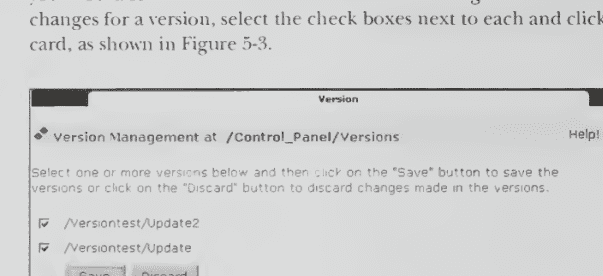 changes for a version, select the check boxes next to each and click
card, as shown in Figure 5-3.
Version
Version Management at /Control_Panel/Versions
Help!
Select one or more versions below and then click on the "Save" button to save the
versions or click on the "Discard" button to discard changes made in the versions.
/Versiontest/Update2
/Versiontest/Update
Save Discard